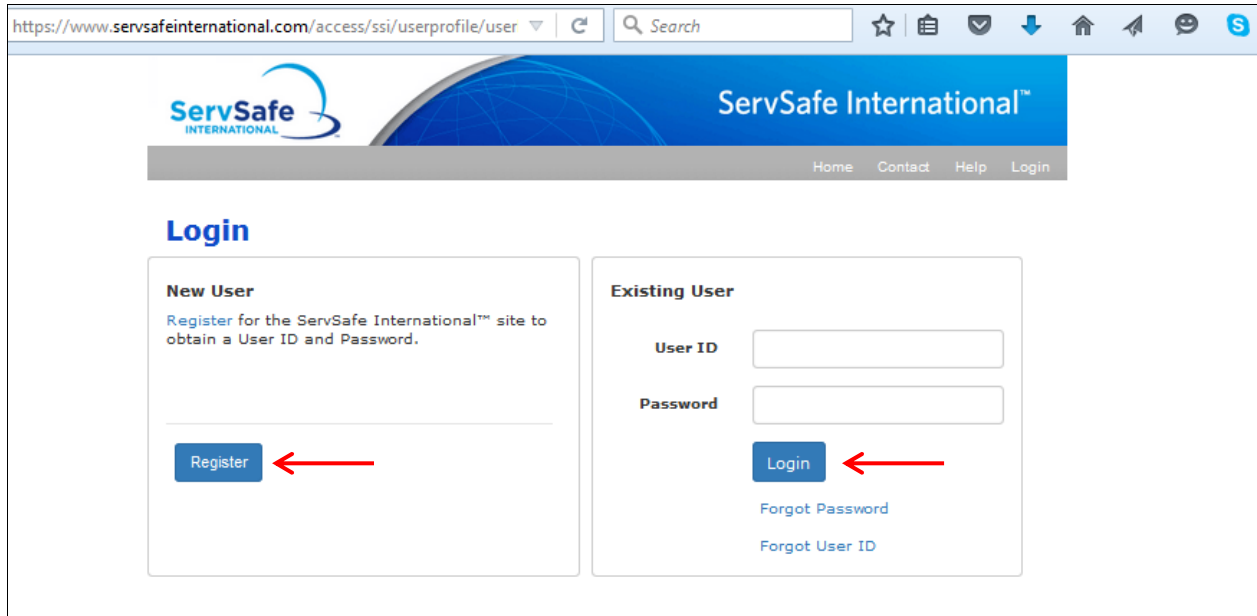 https://www.servsafeinternational.com/access/ssi/userprofile/user
Search
S
ServSafe
INTERNATIONAL
ServSafe International™
Home Contact Help Login
Login
New User
Register for the ServSafe International™ site to
obtain a User ID and Password.
Register
Existing User
User ID
Password
Login
Forgot Password
Forgot User ID